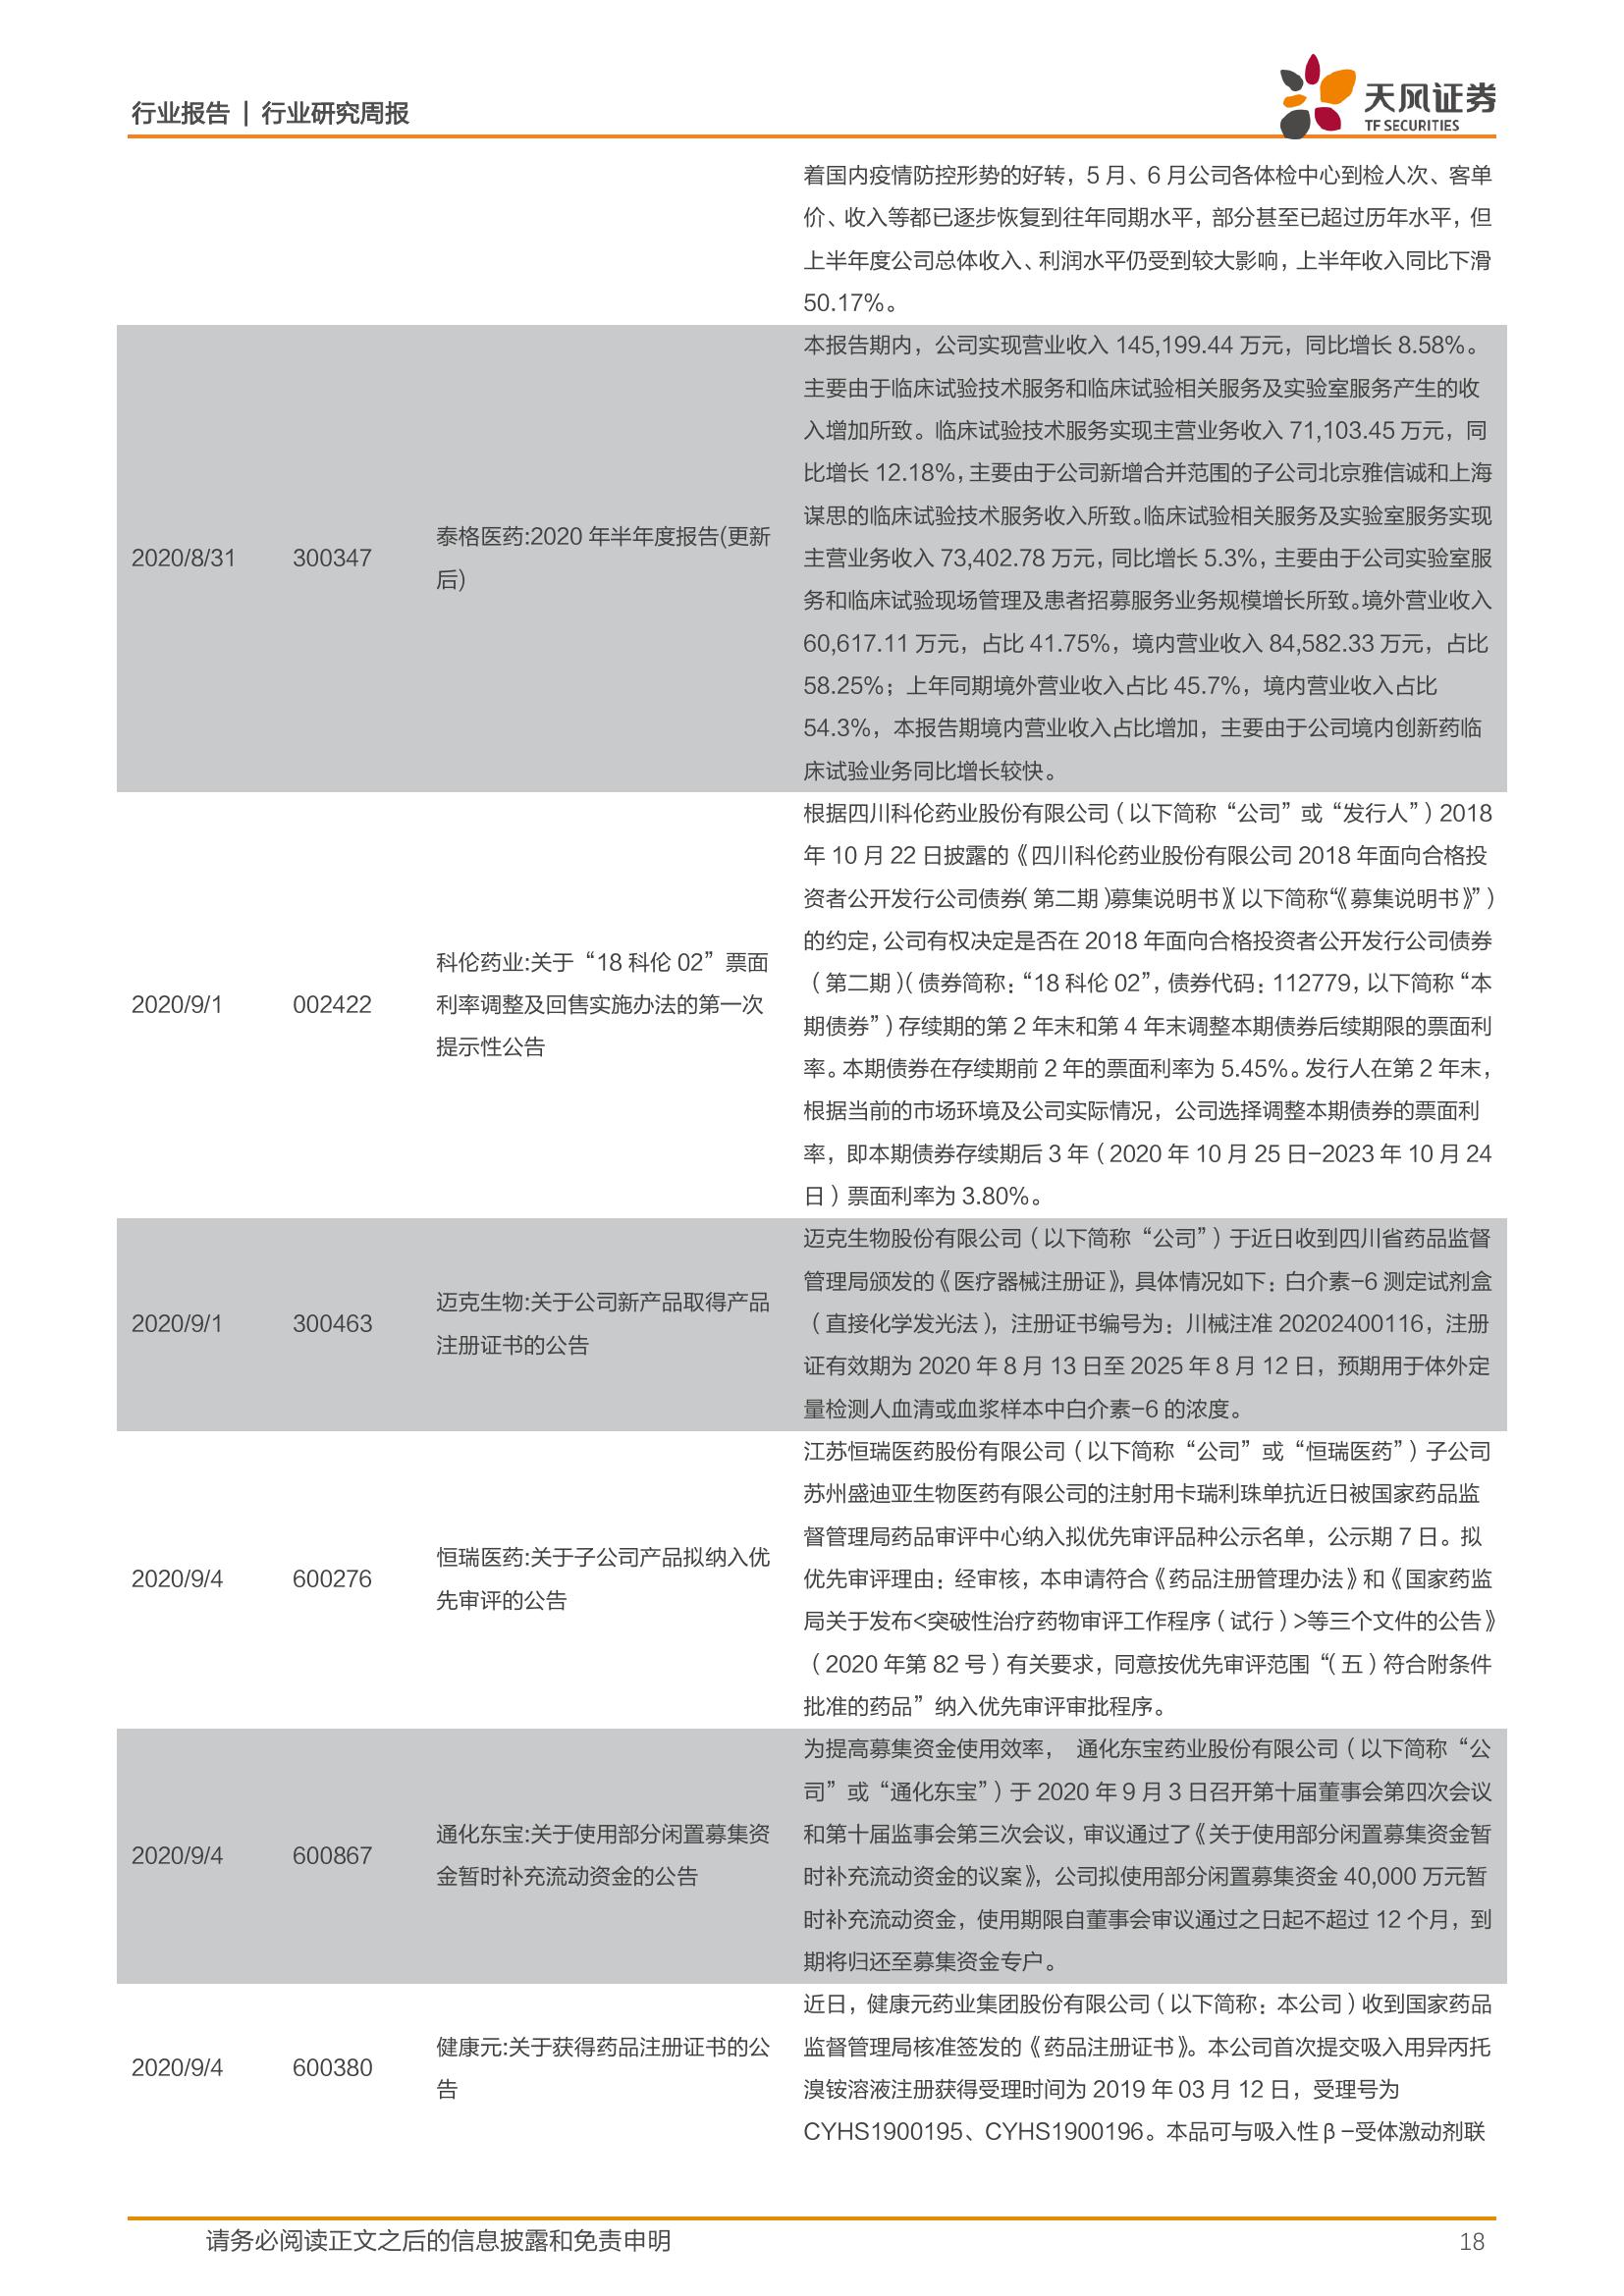 行业报告 | 行业研究周报
天风证券
TF SECURITIES
着国内疫情防控形势的好转，5 月、6 月公司各体检中心到检人次、客单
价、收入等都已逐步恢复到往年同期水平，部分甚至已超过历年水平，但
上半年度公司总体收入、利润水平仍受到较大影响，上半年收入同比下滑
50.17%。
2020/8/31
300347
泰格医药:2020 年半年度报告(更新
后)
本报告期内，公司实现营业收入 145,199.44 万元，同比增长 8.58%。
主要由于临床试验技术服务和临床试验相关服务及实验室服务产生的收
入增加所致。临床试验技术服务实现主营业务收入 71,103.45 万元，同
比增长 12.18%，主要由于公司新增合并范围的子公司北京雅信诚和上海
谋思的临床试验技术服务收入所致。临床试验相关服务及实验室服务实现
主营业务收入 73,402.78 万元，同比增长 5.3%，主要由于公司实验室服
务和临床试验现场管理及患者招募服务业务规模增长所致。境外营业收入
60,617.11 万元，占比 41.75%，境内营业收入 84,582.33 万元，占比
58.25%；上年同期境外营业收入占比 45.7%，境内营业收入占比
54.3%，本报告期境内营业收入占比增加，主要由于公司境内创新药临
床试验业务同比增长较快。
2020/9/1
002422
科伦药业:关于“18 科伦 02”票面
利率调整及回售实施办法的第一次
提示性公告
根据四川科伦药业股份有限公司（以下简称“公司”或“发行人”）2018
年 10 月 22 日披露的《四川科伦药业股份有限公司 2018 年面向合格投
资者公开发行公司债券（第二期）募集说明书》（以下简称“《募集说明书》”）
的约定，公司有权决定是否在 2018 年面向合格投资者公开发行公司债券
（第二期）（债券简称：“18 科伦 02”，债券代码：112779，以下简称“本
期债券”）存续期的第 2 年末和第 4 年末调整本期债券后续期限的票面利
率。本期债券在存续期前 2 年的票面利率为 5.45%。发行人在第 2 年末，
根据当前的市场环境及公司实际情况，公司选择调整本期债券的票面利
率，即本期债券存续期后 3 年（2020 年 10 月 25 日-2023 年 10 月 24
日）票面利率为 3.80%。
2020/9/1
300463
迈克生物:关于公司新产品取得产品
注册证书的公告
迈克生物股份有限公司（以下简称“公司”）于近日收到四川省药品监督
管理局颁发的《医疗器械注册证》，具体情况如下：白介素-6 测定试剂盒
（直接化学发光法），注册证书编号为：川械注准 20202400116，注册
证有效期为 2020 年 8 月 13 日至 2025 年 8 月 12 日，预期用于体外定
量检测人血清或血浆样本中白介素-6 的浓度。
2020/9/4
600276
恒瑞医药:关于子公司产品拟纳入优
先审评的公告
江苏恒瑞医药股份有限公司（以下简称“公司”或“恒瑞医药”）子公司
苏州盛迪亚生物医药有限公司的注射用卡瑞利珠单抗近日被国家药品监
督管理局药品审评中心纳入拟优先审评品种公示名单，公示期 7 日。拟
优先审评理由：经审核，本申请符合《药品注册管理办法》和《国家药监
局关于发布<突破性治疗药物审评工作程序（试行）>等三个文件的公告》
（2020 年第 82 号）有关要求，同意按优先审评范围“（五）符合附条件
批准的药品”纳入优先审评审批程序。
2020/9/4
600867
通化东宝:关于使用部分闲置募集资
金暂时补充流动资金的公告
为提高募集资金使用效率， 通化东宝药业股份有限公司（以下简称“公
司”或“通化东宝”）于 2020 年 9 月 3 日召开第十届董事会第四次会议
和第十届监事会第三次会议，审议通过了《关于使用部分闲置募集资金暂
时补充流动资金的议案》，公司拟使用部分闲置募集资金 40,000 万元暂
时补充流动资金，使用期限自董事会审议通过之日起不超过 12 个月，到
期将归还至募集资金专户。
2020/9/4
600380
健康元:关于获得药品注册证书的公
告
近日，健康元药业集团股份有限公司（以下简称：本公司）收到国家药品
监督管理局核准签发的《药品注册证书》。本公司首次提交吸入用异丙托
溴铵溶液注册获得受理时间为 2019 年 03 月 12 日，受理号为
CYHS1900195、CYHS1900196。本品可与吸入性β-受体激动剂联
请务必阅读正文之后的信息披露和免责申明
18